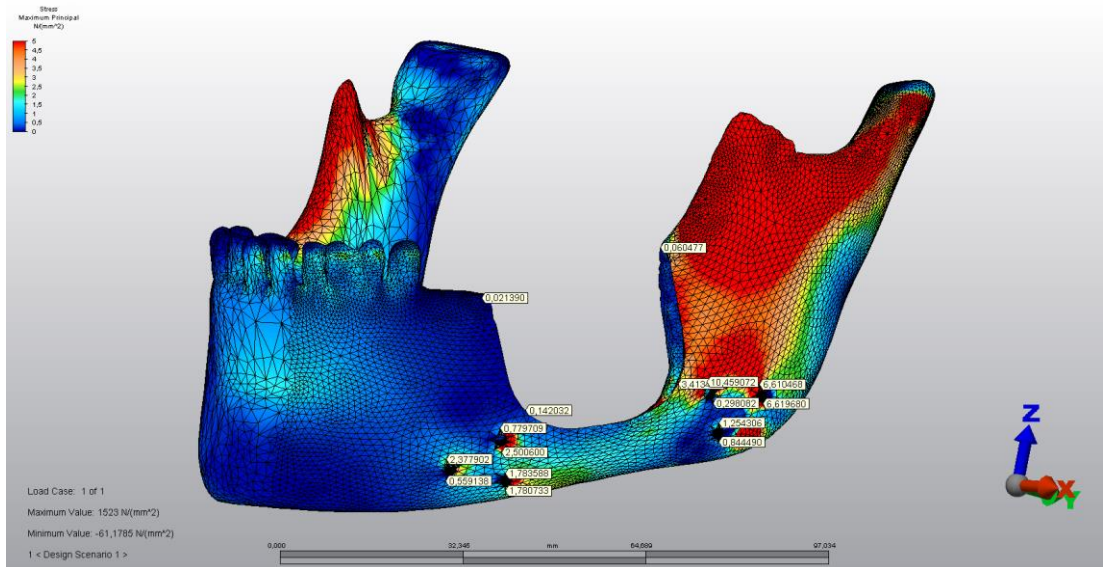 Stress
Maximum Principal
N/(mm^2)
5
4,5
4
3,5
3
2,5
2
1,5
1
0,5
0
0,060477
0,021390
3,413
10,459072
6,610468
0,298082
6,619680
0,142032
0,779709
1,254306
0,844490
2,500600
2,377902
1,783588
0,559138
1,780733
Z
X
Y
Load Case: 1 of 1
Maximum Value: 1523 N/(mm^2)
Minimum Value: -61,1785 N/(mm^2)
1 < Design Scenario 1 >
0,000 32,345 mm 64,689 97,034